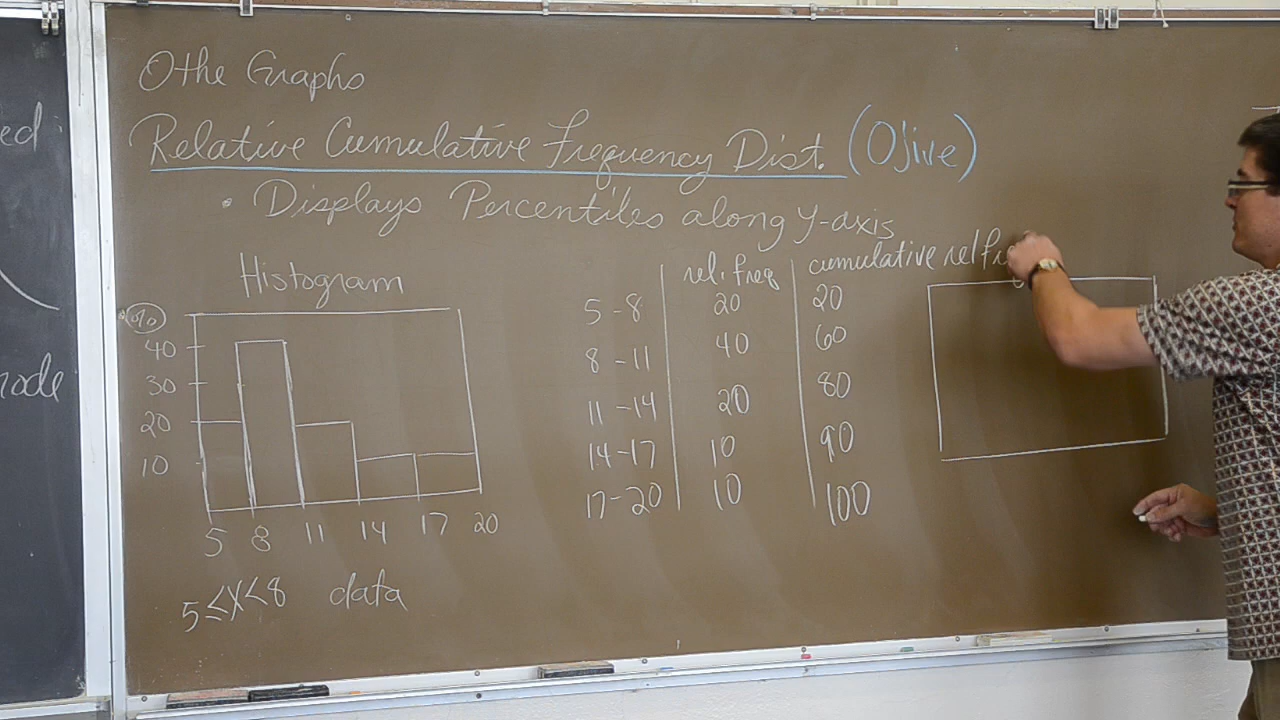 ed
node
Othe Graphs
Relative Cumulative Frequency Dist. (Ojive)
• Displays Percentiles along y-axis
Histogram
%
40
30
20
10
5 8 11 14 17 20
5 ≤ x < 8 data
rel. freq cumulative rel fre
5-8 20 20
8-11 40 60
11-14 20 80
14-17 10 90
17-20 10 100